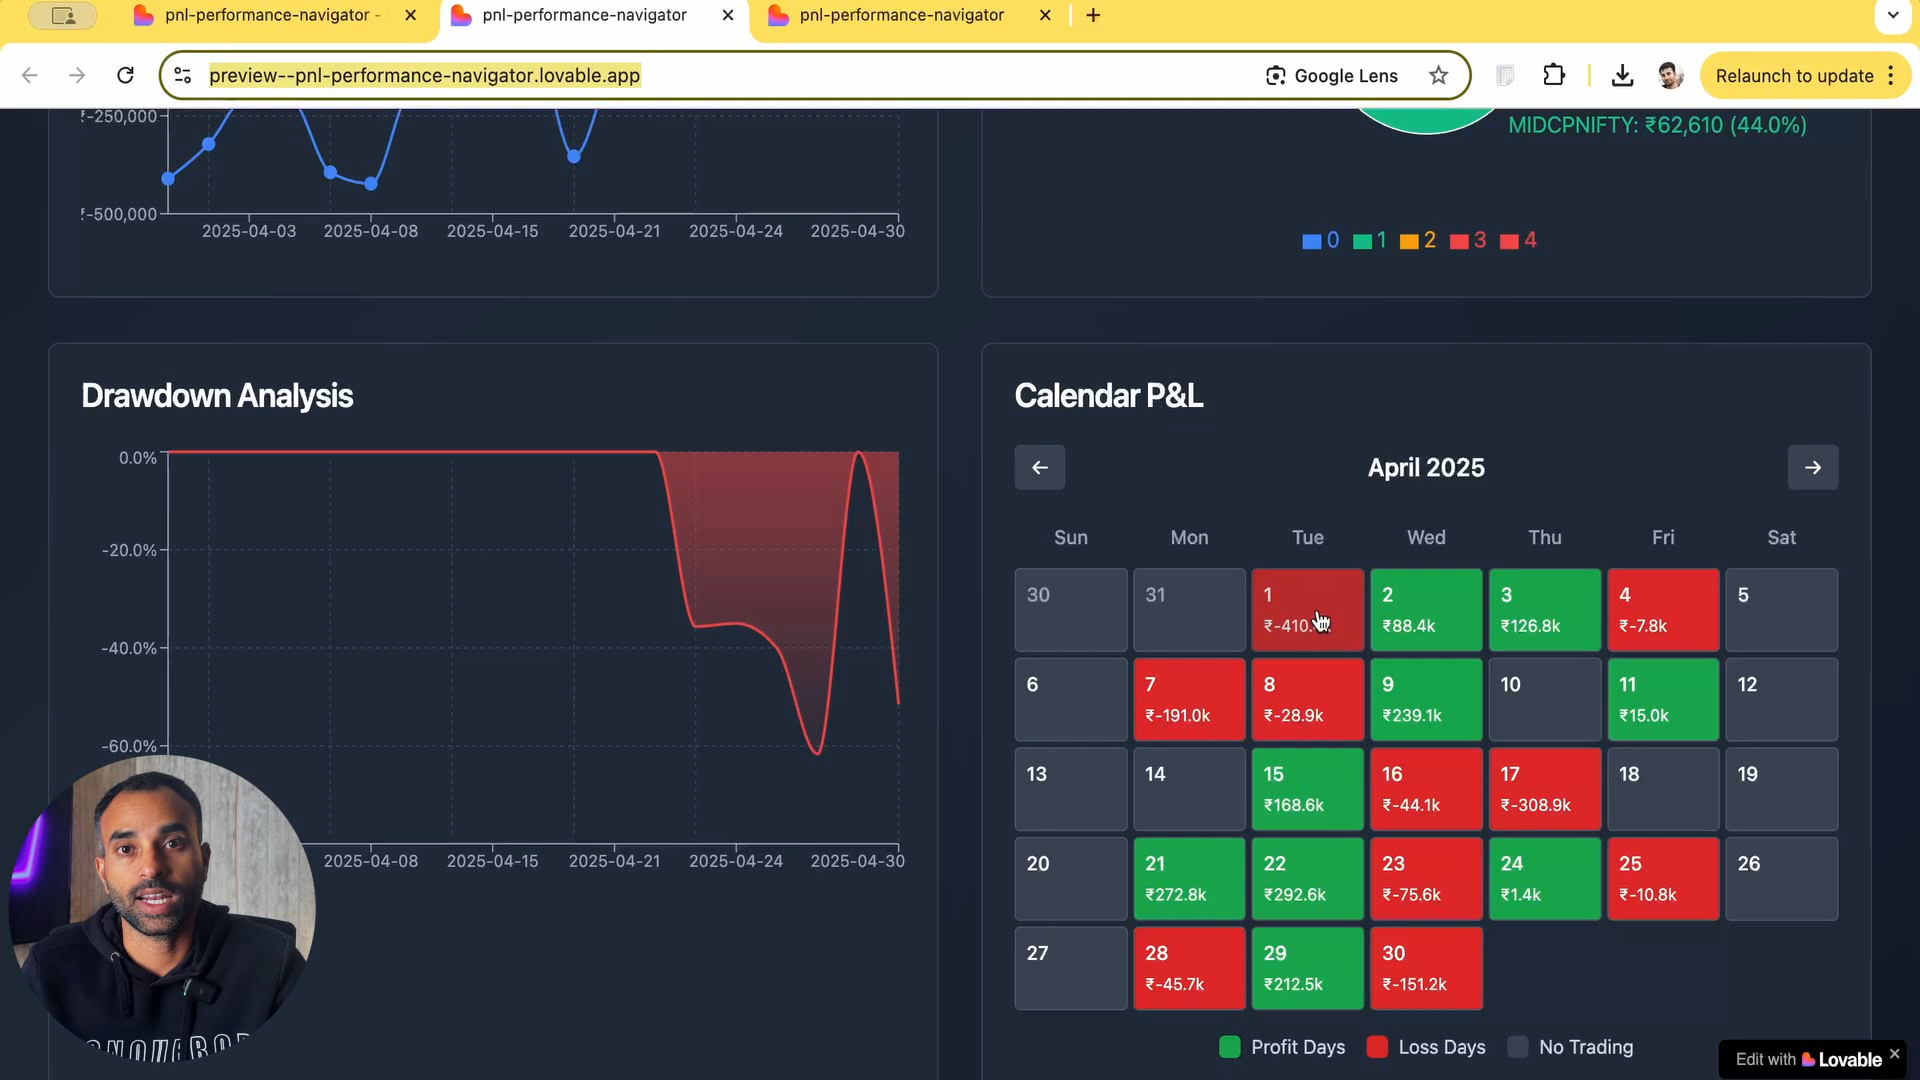 pnl-performance-navigator -
pnl-performance-navigator
pnl-performance-navigator
preview--pnl-performance-navigator.lovable.app
Google Lens
Relaunch to update
-250,000
-500,000
2025-04-03 2025-04-08 2025-04-15 2025-04-21 2025-04-24 2025-04-30
MIDCPNIFTY: ₹62,610 (44.0%)
0 1 2 3 4
Drawdown Analysis
0.0%
-20.0%
-40.0%
-60.0%
2025-04-08 2025-04-15 2025-04-21 2025-04-24 2025-04-30
Calendar P&L
April 2025
Sun Mon Tue Wed Thu Fri Sat
30 31 1 2 3 4 5
₹88.4k ₹126.8k ₹-7.8k
6 7 8 9 10 11 12
₹-191.0k ₹-28.9k ₹239.1k ₹15.0k
13 14 15 16 17 18 19
₹168.6k ₹-44.1k ₹-308.9k
20 21 22 23 24 25 26
₹272.8k ₹292.6k ₹-75.6k ₹1.4k ₹-10.8k
27 28 29 30
₹-45.7k ₹212.5k ₹-151.2k
Profit Days Loss Days No Trading
Edit with Lovable